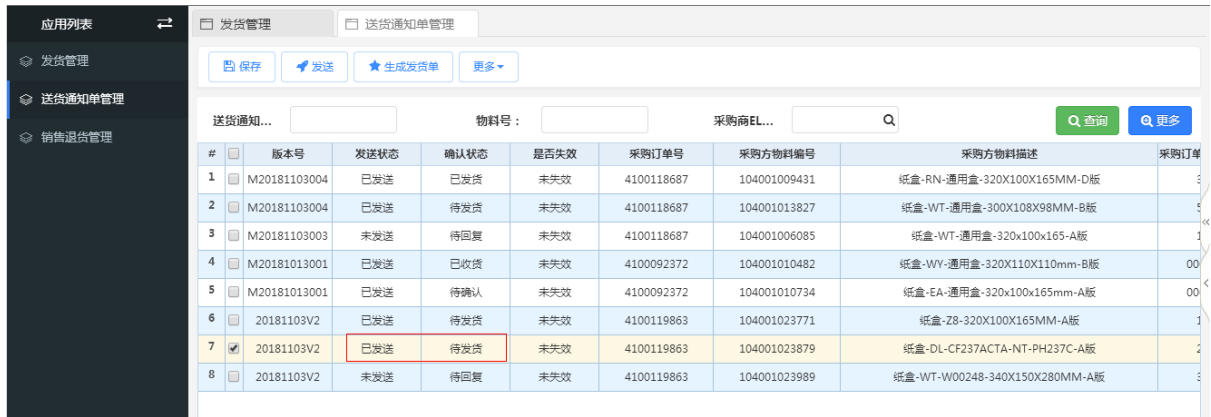 应用列表
发货管理
送货通知单管理
发货管理
送货通知单管理
销售退货管理
保存 发送 生成发货单 更多
送货通知... 物料号： 采购商EL... 查询 更多
# 版本号 发送状态 确认状态 是否失效 采购订单号 采购方物料编号 采购方物料描述 采购订单
1 M20181103004 已发送 已发货 未失效 4100118687 104001009431 纸盒-RN-通用盒-320X100X165MM-D版 3
2 M20181103004 已发送 待发货 未失效 4100118687 104001013827 纸盒-WT-通用盒-300X108X98MM-B版 5
3 M20181103003 未发送 待回复 未失效 4100118687 104001006085 纸盒-WT-通用盒-320x100x165-A版 1
4 M20181013001 已发送 已收货 未失效 4100092372 104001010482 纸盒-WY-通用盒-320X110X110mm-B版 00
5 M20181013001 已发送 待确认 未失效 4100092372 104001010734 纸盒-EA-通用盒-320x100x165mm-A版 00
6 20181103V2 已发送 待发货 未失效 4100119863 104001023771 纸盒-Z8-320X100X165MM-A版 1
7 20181103V2 已发送 待发货 未失效 4100119863 104001023879 纸盒-DL-CF237ACTA-NT-PH237C-A版 2
8 20181103V2 未发送 待回复 未失效 4100119863 104001023989 纸盒-WT-W00248-340X150X280MM-A版 3